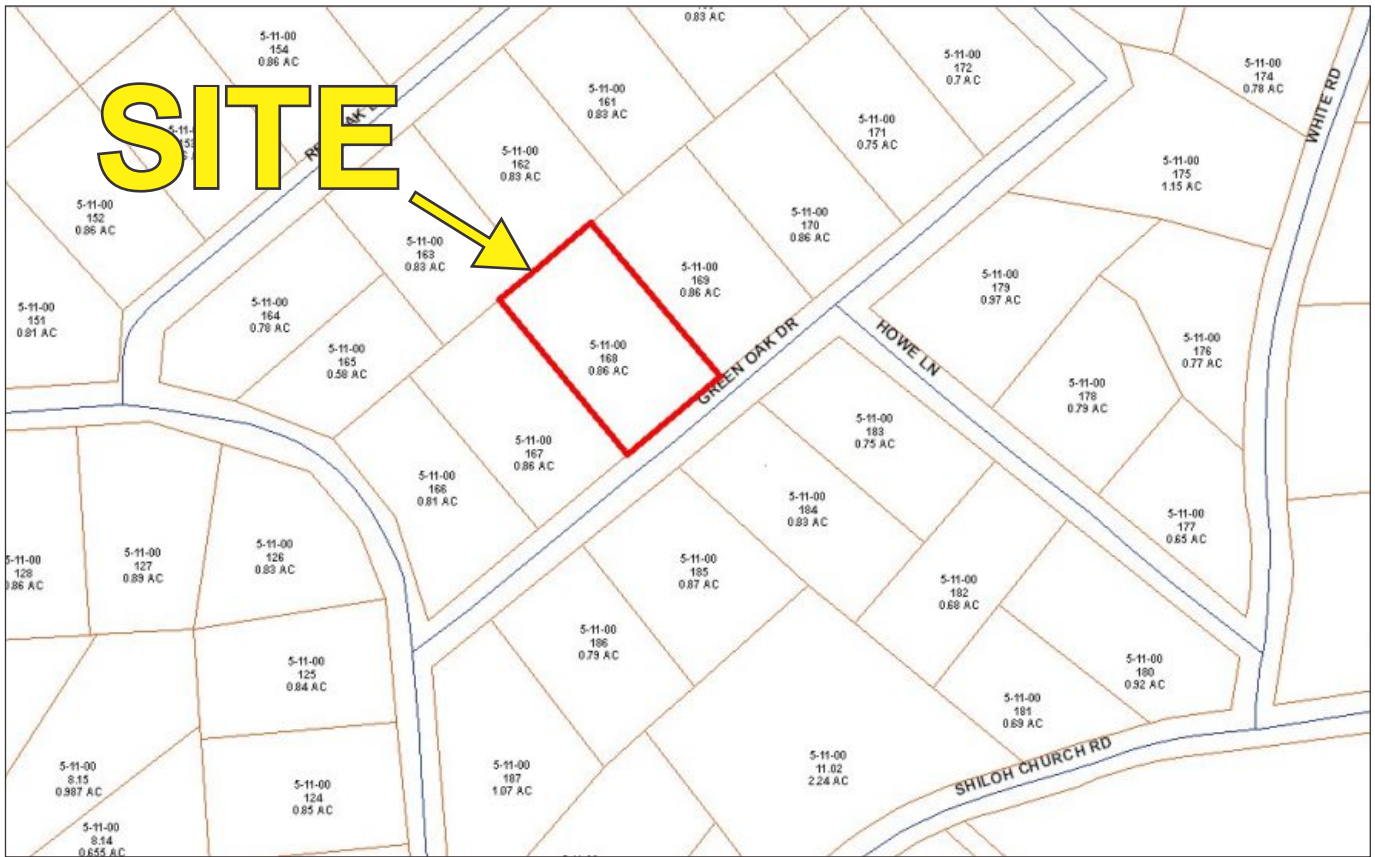 0.83 AC
5-11-00
154
0.86 AC
5-11-00
172
0.7 AC
5-11-00
174
0.78 AC
WHITE RD
5-11-00
161
0.83 AC
SITE
5-11-00
171
0.75 AC
5-11-00
162
0.83 AC
5-11-00
175
1.15 AC
5-11-00
152
0.86 AC
5-11-00
163
0.83 AC
5-11-00
170
0.86 AC
5-11-00
169
0.86 AC
5-11-00
179
0.97 AC
5-11-00
151
0.81 AC
5-11-00
164
0.78 AC
5-11-00
165
0.58 AC
5-11-00
168
0.86 AC
GREEN OAK DR
HOWE LN
5-11-00
176
0.77 AC
5-11-00
178
0.79 AC
5-11-00
183
0.75 AC
5-11-00
167
0.86 AC
5-11-00
166
0.81 AC
5-11-00
184
0.83 AC
5-11-00
177
0.65 AC
5-11-00
128
0.86 AC
5-11-00
127
0.89 AC
5-11-00
126
0.83 AC
5-11-00
185
0.87 AC
5-11-00
182
0.68 AC
5-11-00
186
0.79 AC
5-11-00
125
0.84 AC
5-11-00
180
0.92 AC
5-11-00
181
0.69 AC
SHILOH CHURCH RD
5-11-00
8.15
0.987 AC
5-11-00
124
0.85 AC
5-11-00
187
1.07 AC
5-11-00
11.02
2.24 AC
5-11-00
8.14
0.655 AC